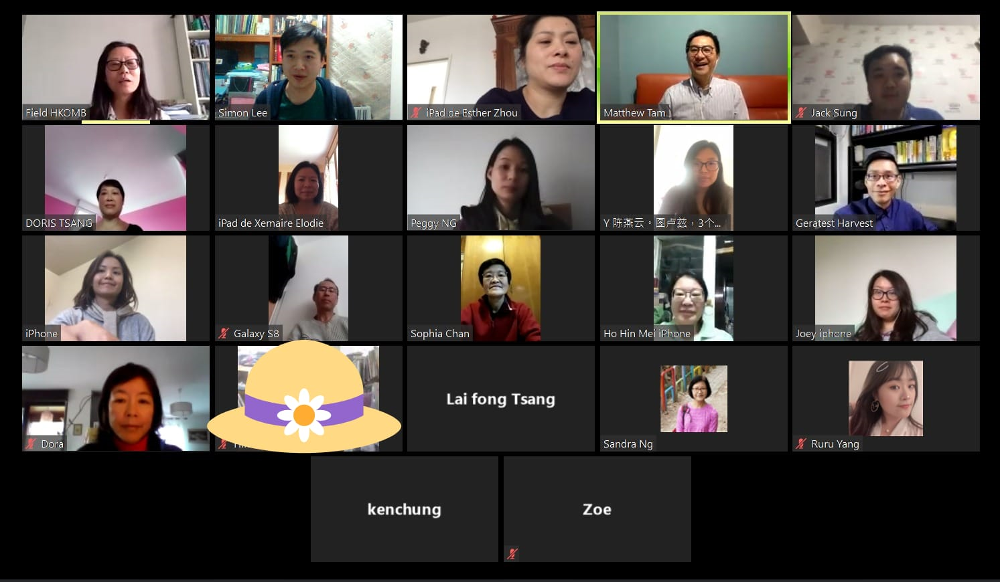 Field HKOMB
Simon Lee
iPad de Esther Zhou
Matthew Tam
Jack Sung
DORIS TSANG
iPad de Xemaire Elodie
Peggy NG
Y 陈燕云。图卢兹，3个...
Geratest Harvest
iPhone
Galaxy S8
Sophia Chan
Ho Hin Mei iPhone
Joey iphone
Dora
Lai fong Tsang
Sandra Ng
Ruru Yang
kenchung
Zoe